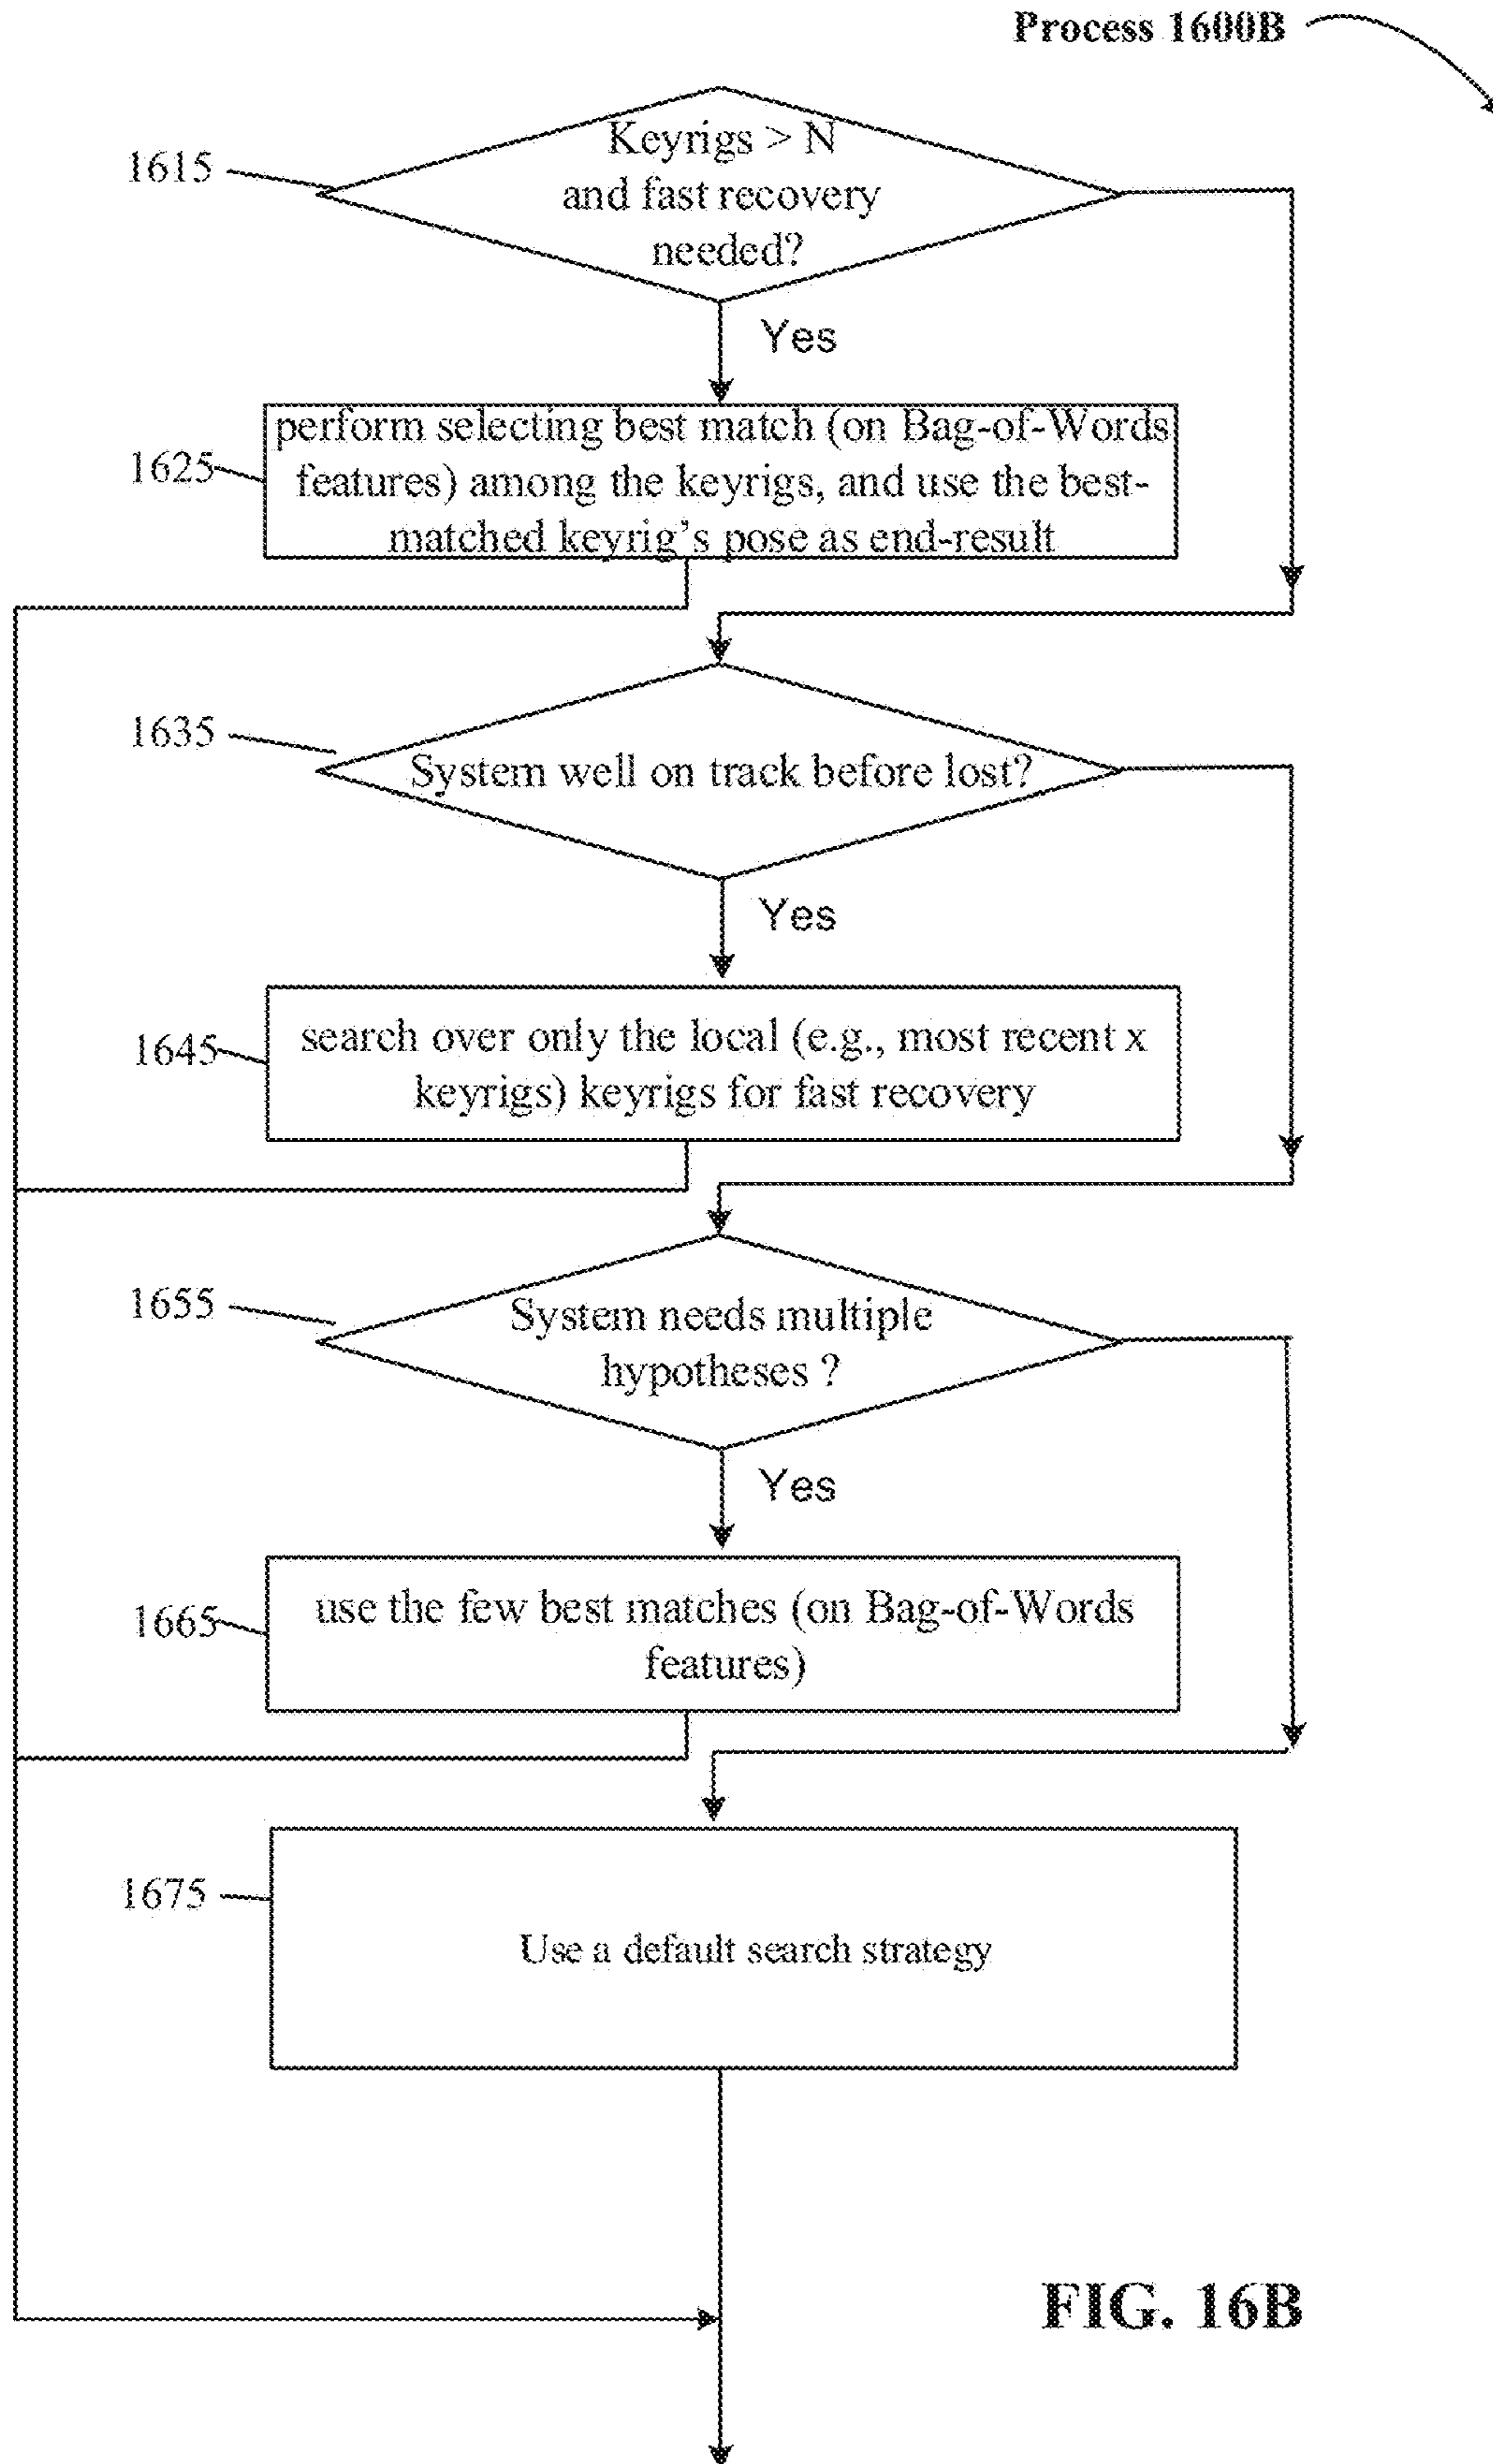 Process 1600B
Keyrigs > N
and fast recovery
needed?
1615
Yes
perform selecting best match (on Bag-of-Words
features) among the keyrigs, and use the best-
matched keyrig's pose as end-result
1625
1635
System well on track before lost?
Yes
search over only the local (e.g., most recent x
keyrigs) keyrigs for fast recovery
1645
1655
System needs multiple
hypotheses ?
Yes
use the few best matches (on Bag-of-Words
features)
1665
1675
Use a default search strategy
FIG. 16B